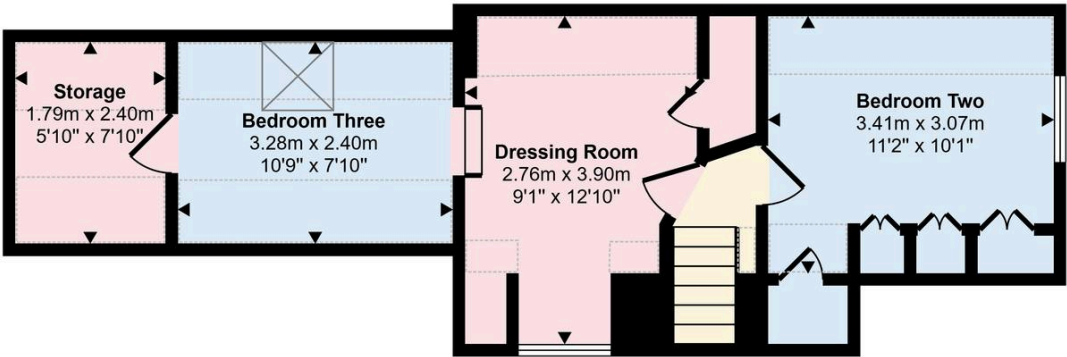 Storage
1.79m x 2.40m
5'10" x 7'10"
Bedroom Three
3.28m x 2.40m
10'9" x 7'10"
Dressing Room
2.76m x 3.90m
9'1" x 12'10"
Bedroom Two
3.41m x 3.07m
11'2" x 10'1"